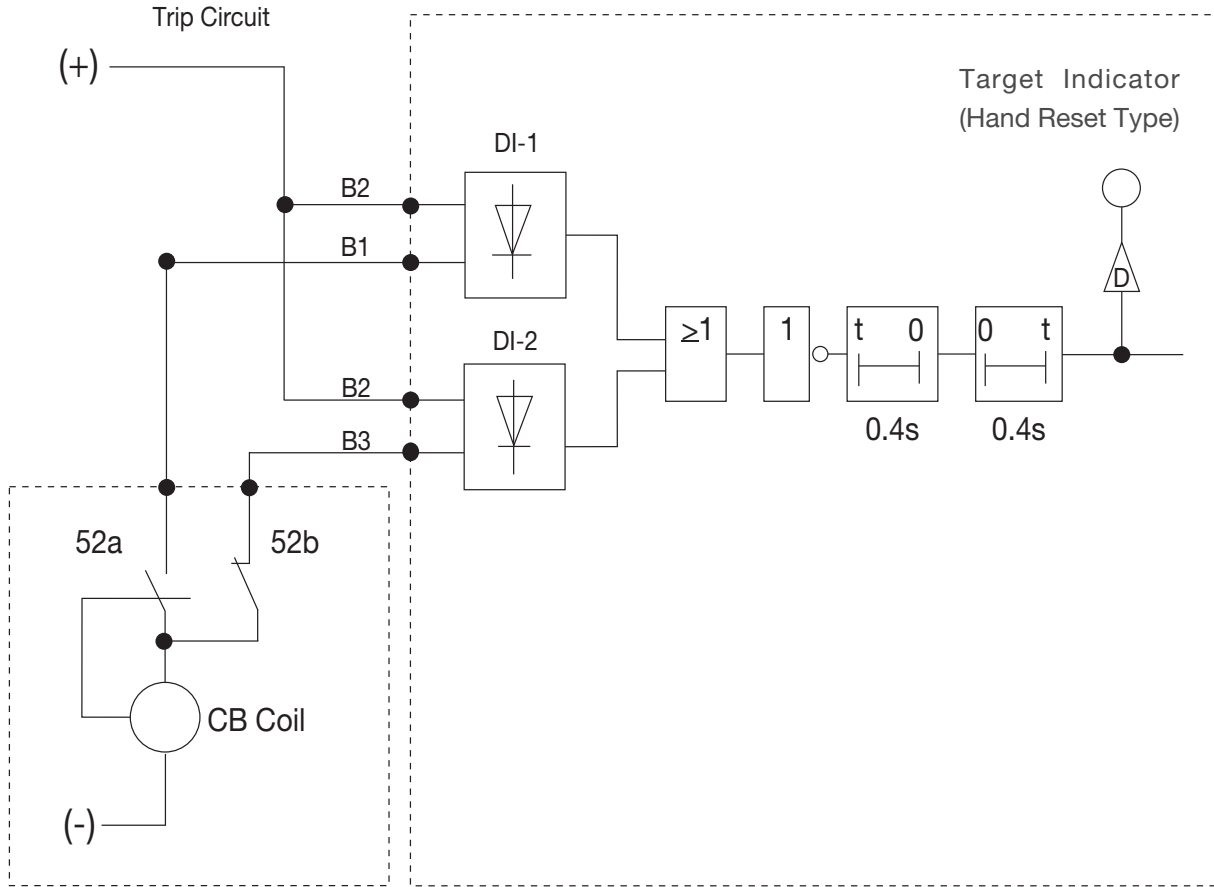 Trip Circuit
(+)
Target Indicator
(Hand Reset Type)
DI-1
B2
B1
D
≥1
1
t 0
0 t
DI-2
B2
0.4s
0.4s
B3
52a
52b
CB Coil
(-)